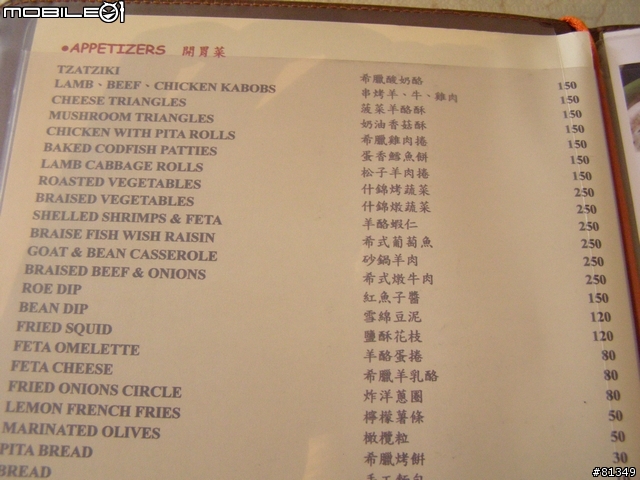 MOBILE01
•APPETIZERS 開買菜
TZATZIKI 希臘酸奶酪 150
LAMB、BEEF、CHICKEN KABOBS 串烤羊、牛、雞肉 150
CHEESE TRIANGLES 菠菜羊酪酥 150
MUSHROOM TRIANGLES 奶油香菇酥 150
CHICKEN WITH PITA ROLLS 希臘雞肉捲 150
BAKED CODFISH PATTIES 蛋香鱈魚餅 150
LAMB CABBAGE ROLLS 松子羊肉捲 150
ROASTED VEGETABLES 什錦烤蔬菜 250
BRAISED VEGETABLES 什錦燉蔬菜 250
SHELLED SHRIMPS & FETA 羊酪蝦仁 250
BRAISE FISH WISH RAISIN 希式葡萄魚 250
GOAT & BEAN CASSEROLE 砂鍋羊肉 250
BRAISED BEEF & ONIONS 希式燉牛肉 250
ROE DIP 紅魚子醬 150
BEAN DIP 雪綿豆泥 120
FRIED SQUID 鹽酥花枝 120
FETA OMELETTE 羊酪蛋捲 80
FETA CHEESE 希臘羊乳酪 80
FRIED ONIONS CIRCLE 炸洋蔥圈 80
LEMON FRENCH FRIES 檸檬薯條 50
MARINATED OLIVES 橄欖粒 50
PITA BREAD 希臘烤餅 30
BREAD
#81349